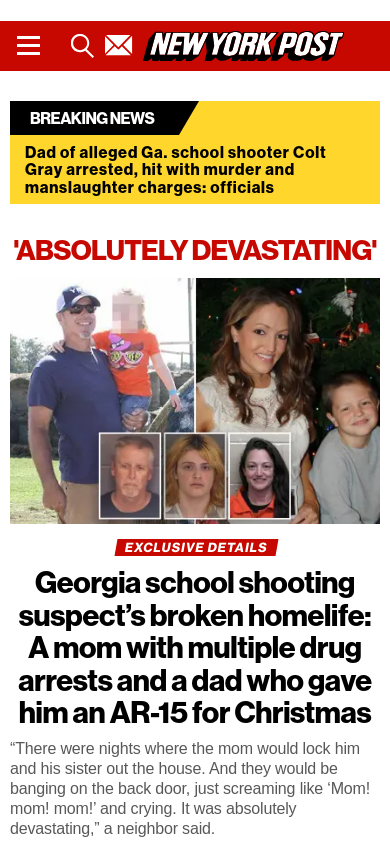 NEW YORK POST
BREAKING NEWS
Dad of alleged Ga. school shooter Colt
Gray arrested, hit with murder and
manslaughter charges: officials
'ABSOLUTELY DEVASTATING'
EXCLUSIVE DETAILS
Georgia school shooting
suspect’s broken homelife:
A mom with multiple drug
arrests and a dad who gave
him an AR-15 for Christmas
“There were nights where the mom would lock him
and his sister out the house. And they would be
banging on the back door, just screaming like ‘Mom!
mom! mom!’ and crying. It was absolutely
devastating,” a neighbor said.